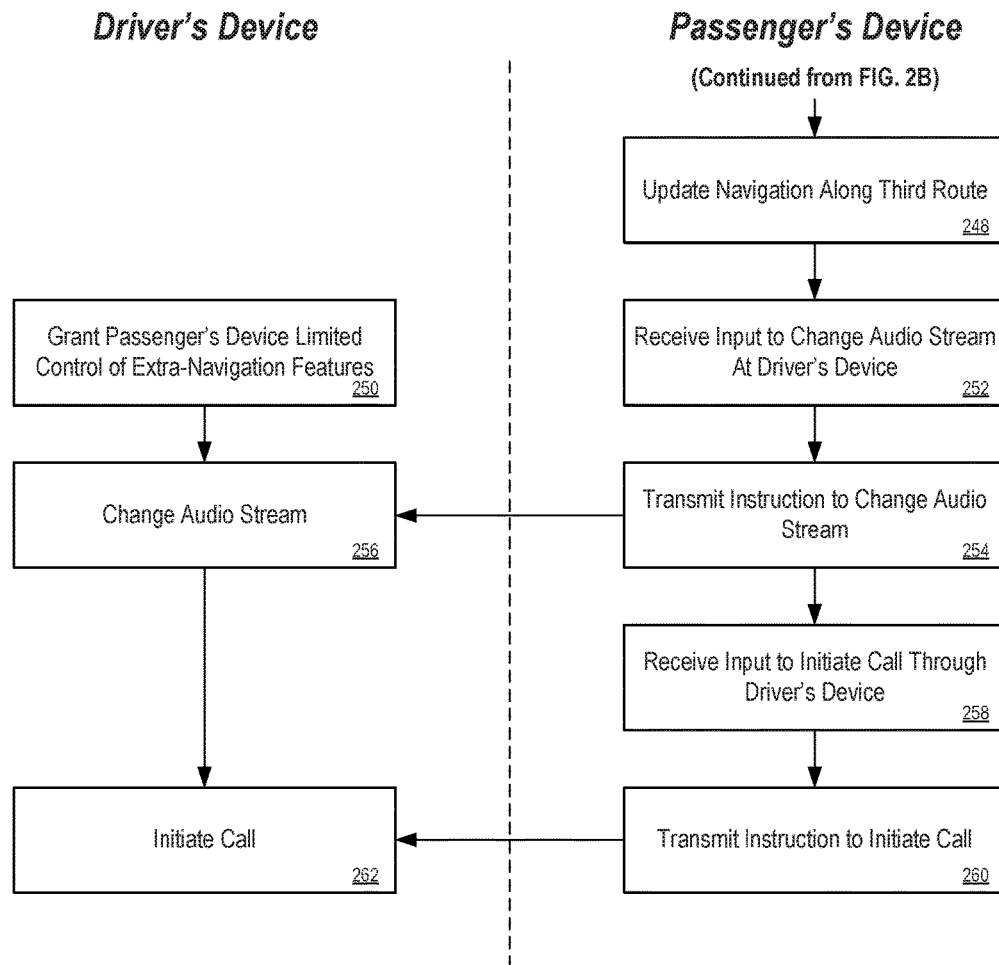 Driver's Device
Passenger's Device
(Continued from FIG. 2B)
Update Navigation Along Third Route
248
Grant Passenger's Device Limited
Control of Extra-Navigation Features
250
Receive Input to Change Audio Stream
At Driver's Device
252
Change Audio Stream
256
Transmit Instruction to Change Audio
Stream
254
Receive Input to Initiate Call Through
Driver's Device
258
Initiate Call
262
Transmit Instruction to Initiate Call
260